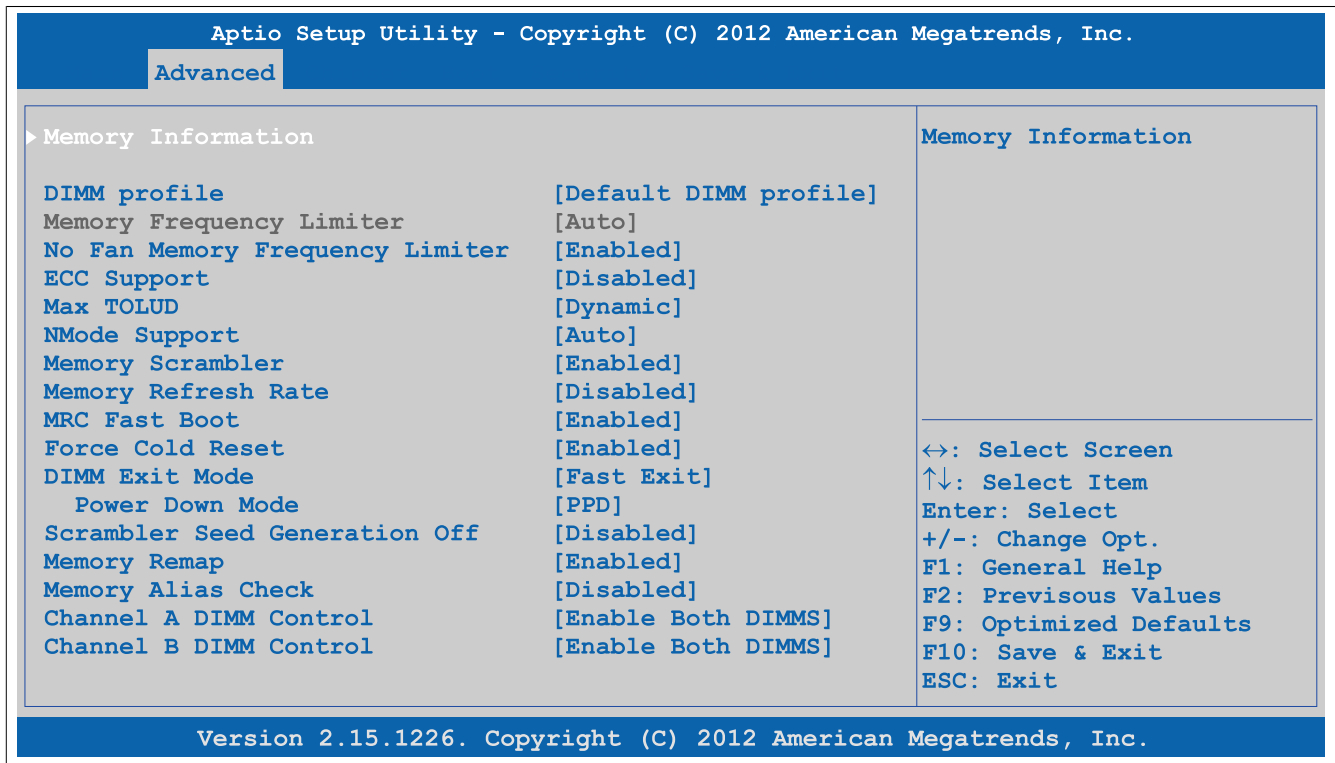 Aptio Setup Utility - Copyright (C) 2012 American Megatrends, Inc.
Advanced
Memory Information
DIMM profile [Default DIMM profile]
Memory Frequency Limiter [Auto]
No Fan Memory Frequency Limiter [Enabled]
ECC Support [Disabled]
Max TOLUD [Dynamic]
NMode Support [Auto]
Memory Scrambler [Enabled]
Memory Refresh Rate [Disabled]
MRC Fast Boot [Enabled]
Force Cold Reset [Enabled]
DIMM Exit Mode [Fast Exit]
Power Down Mode [PPD]
Scrambler Seed Generation Off [Disabled]
Memory Remap [Enabled]
Memory Alias Check [Disabled]
Channel A DIMM Control [Enable Both DIMMS]
Channel B DIMM Control [Enable Both DIMMS]
Memory Information
↔: Select Screen
↑↓: Select Item
Enter: Select
+/-: Change Opt.
F1: General Help
F2: Previsous Values
F9: Optimized Defaults
F10: Save & Exit
ESC: Exit
Version 2.15.1226. Copyright (C) 2012 American Megatrends, Inc.